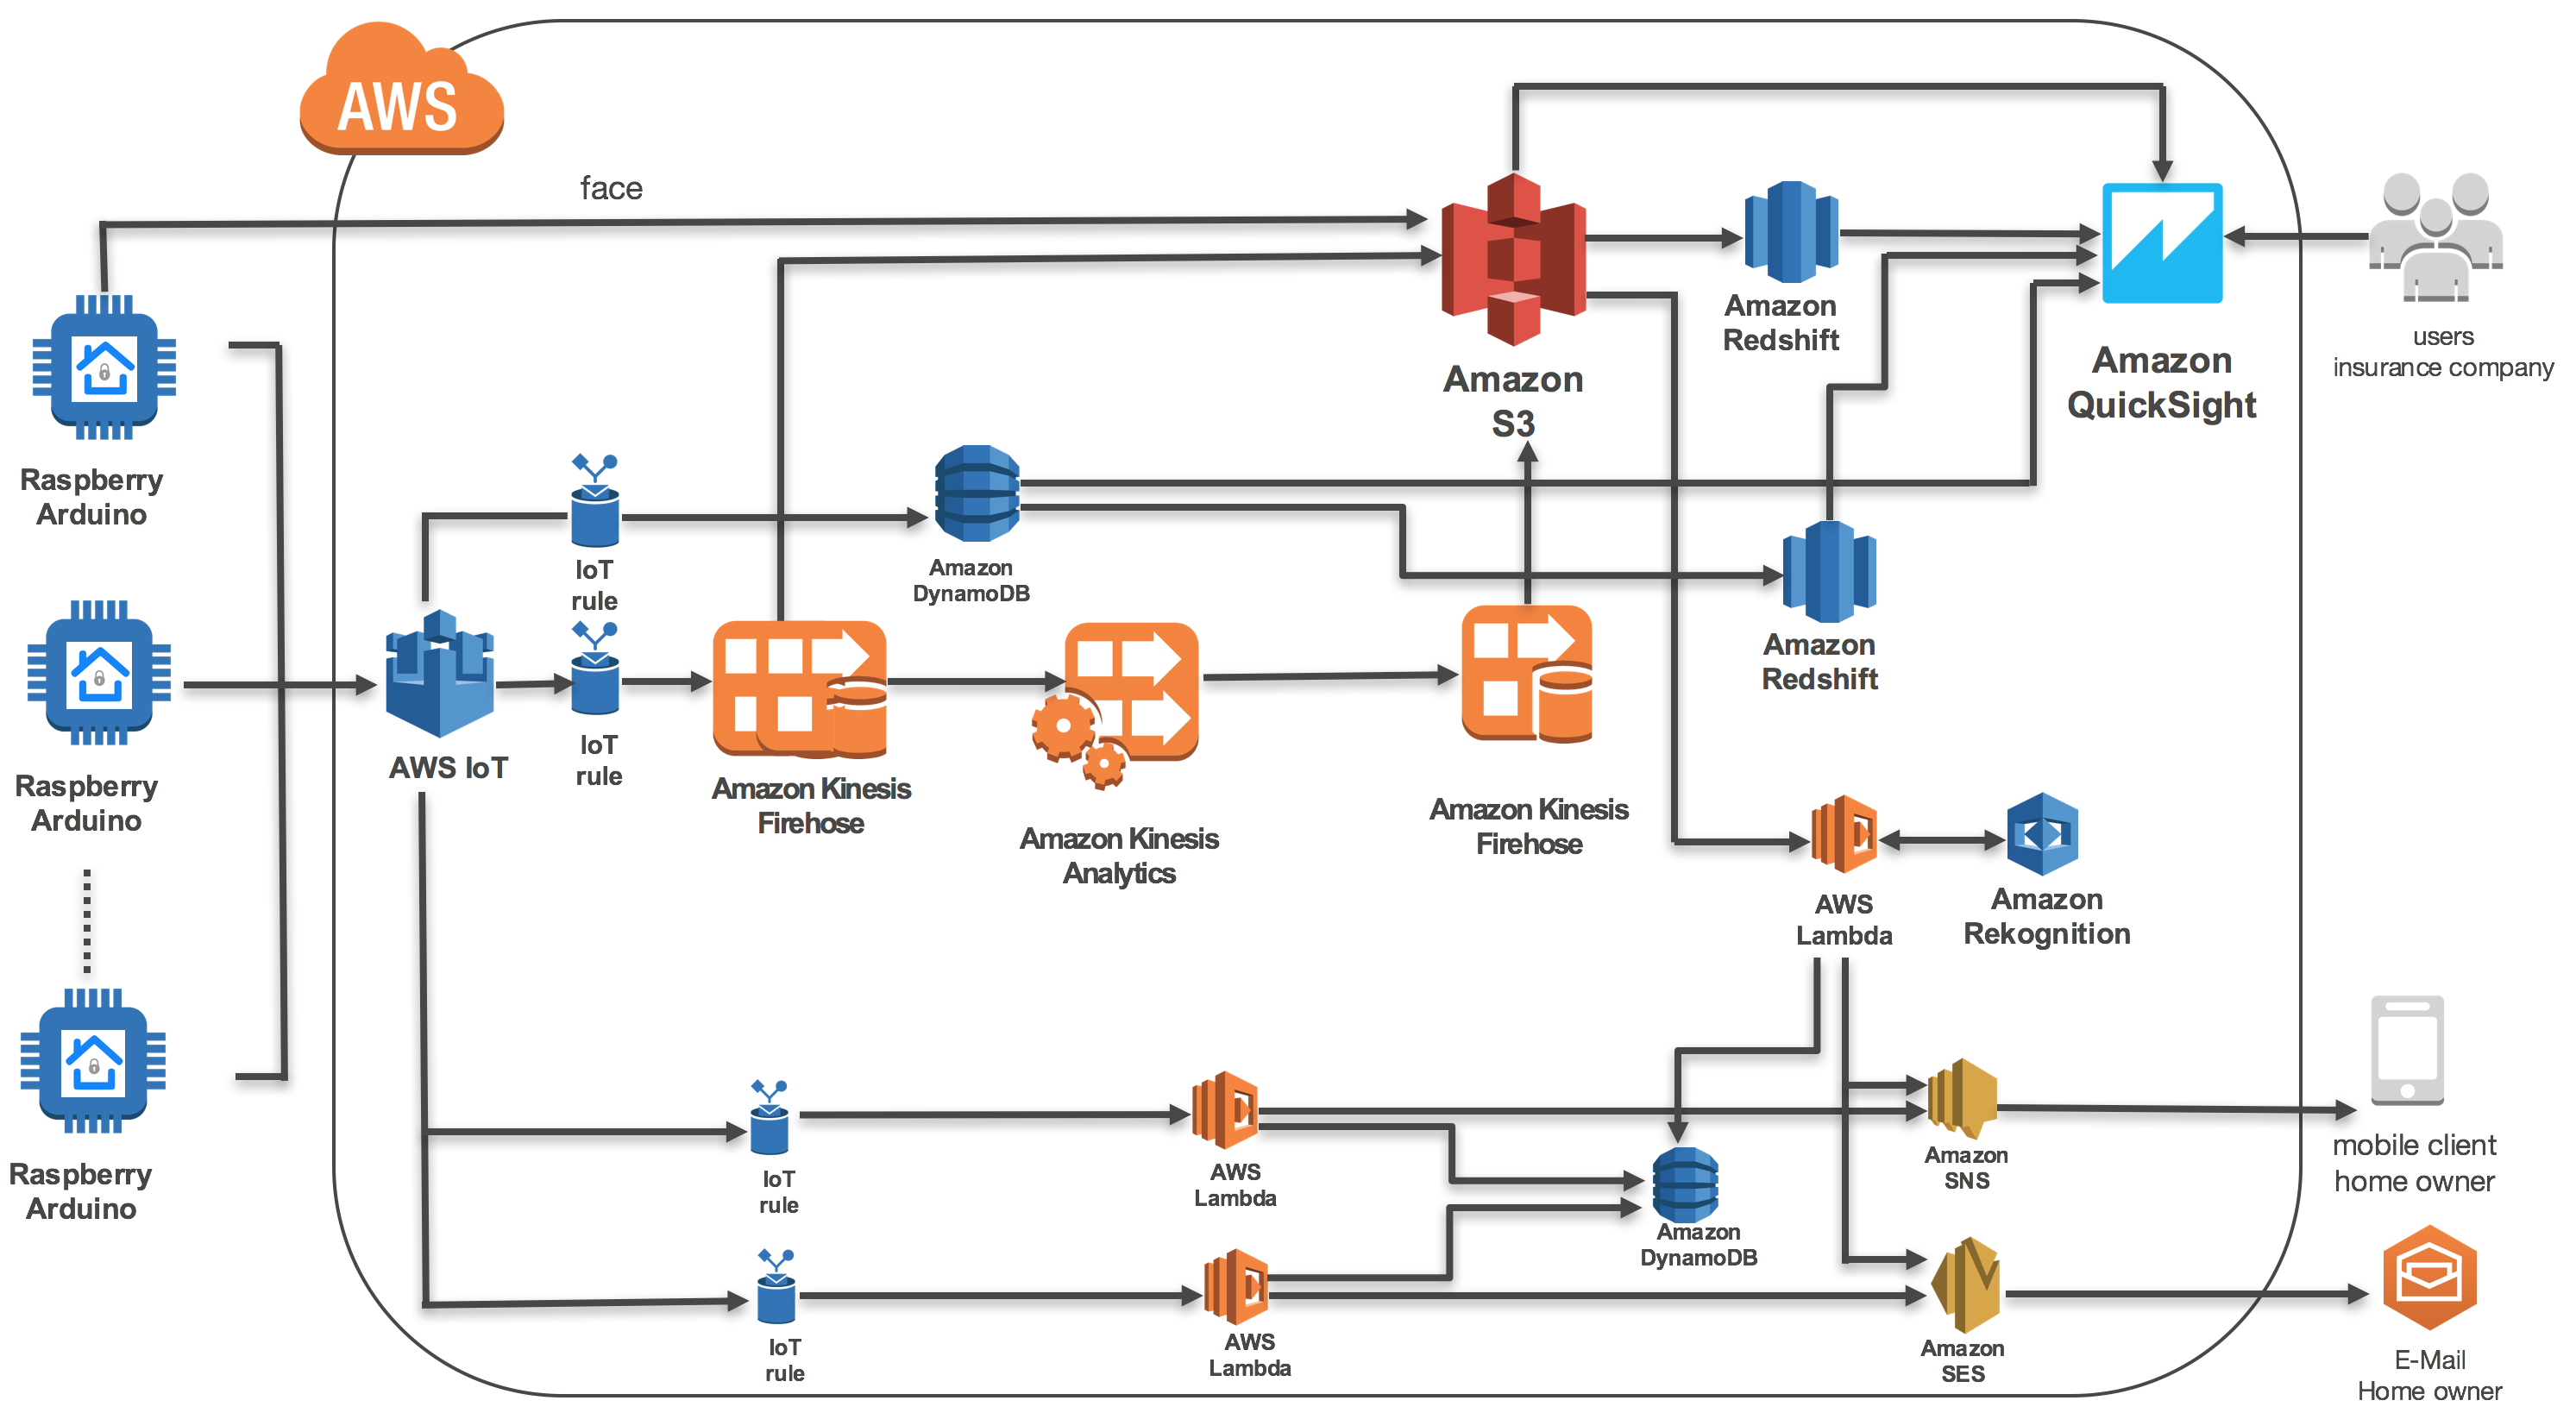 AWS
face
Raspberry
Arduino
Raspberry
Arduino
Raspberry
Arduino
AWS IoT
IoT
rule
IoT
rule
Amazon
DynamoDB
Amazon Kinesis
Firehose
Amazon Kinesis
Analytics
Amazon Kinesis
Firehose
Amazon
S3
Amazon
Redshift
Amazon
QuickSight
users
insurance company
Amazon
Redshift
AWS
Lambda
Amazon
Rekognition
IoT
rule
AWS
Lambda
Amazon
SNS
mobile client
home owner
Amazon
DynamoDB
IoT
rule
AWS
Lambda
Amazon
SES
E-Mail
Home owner